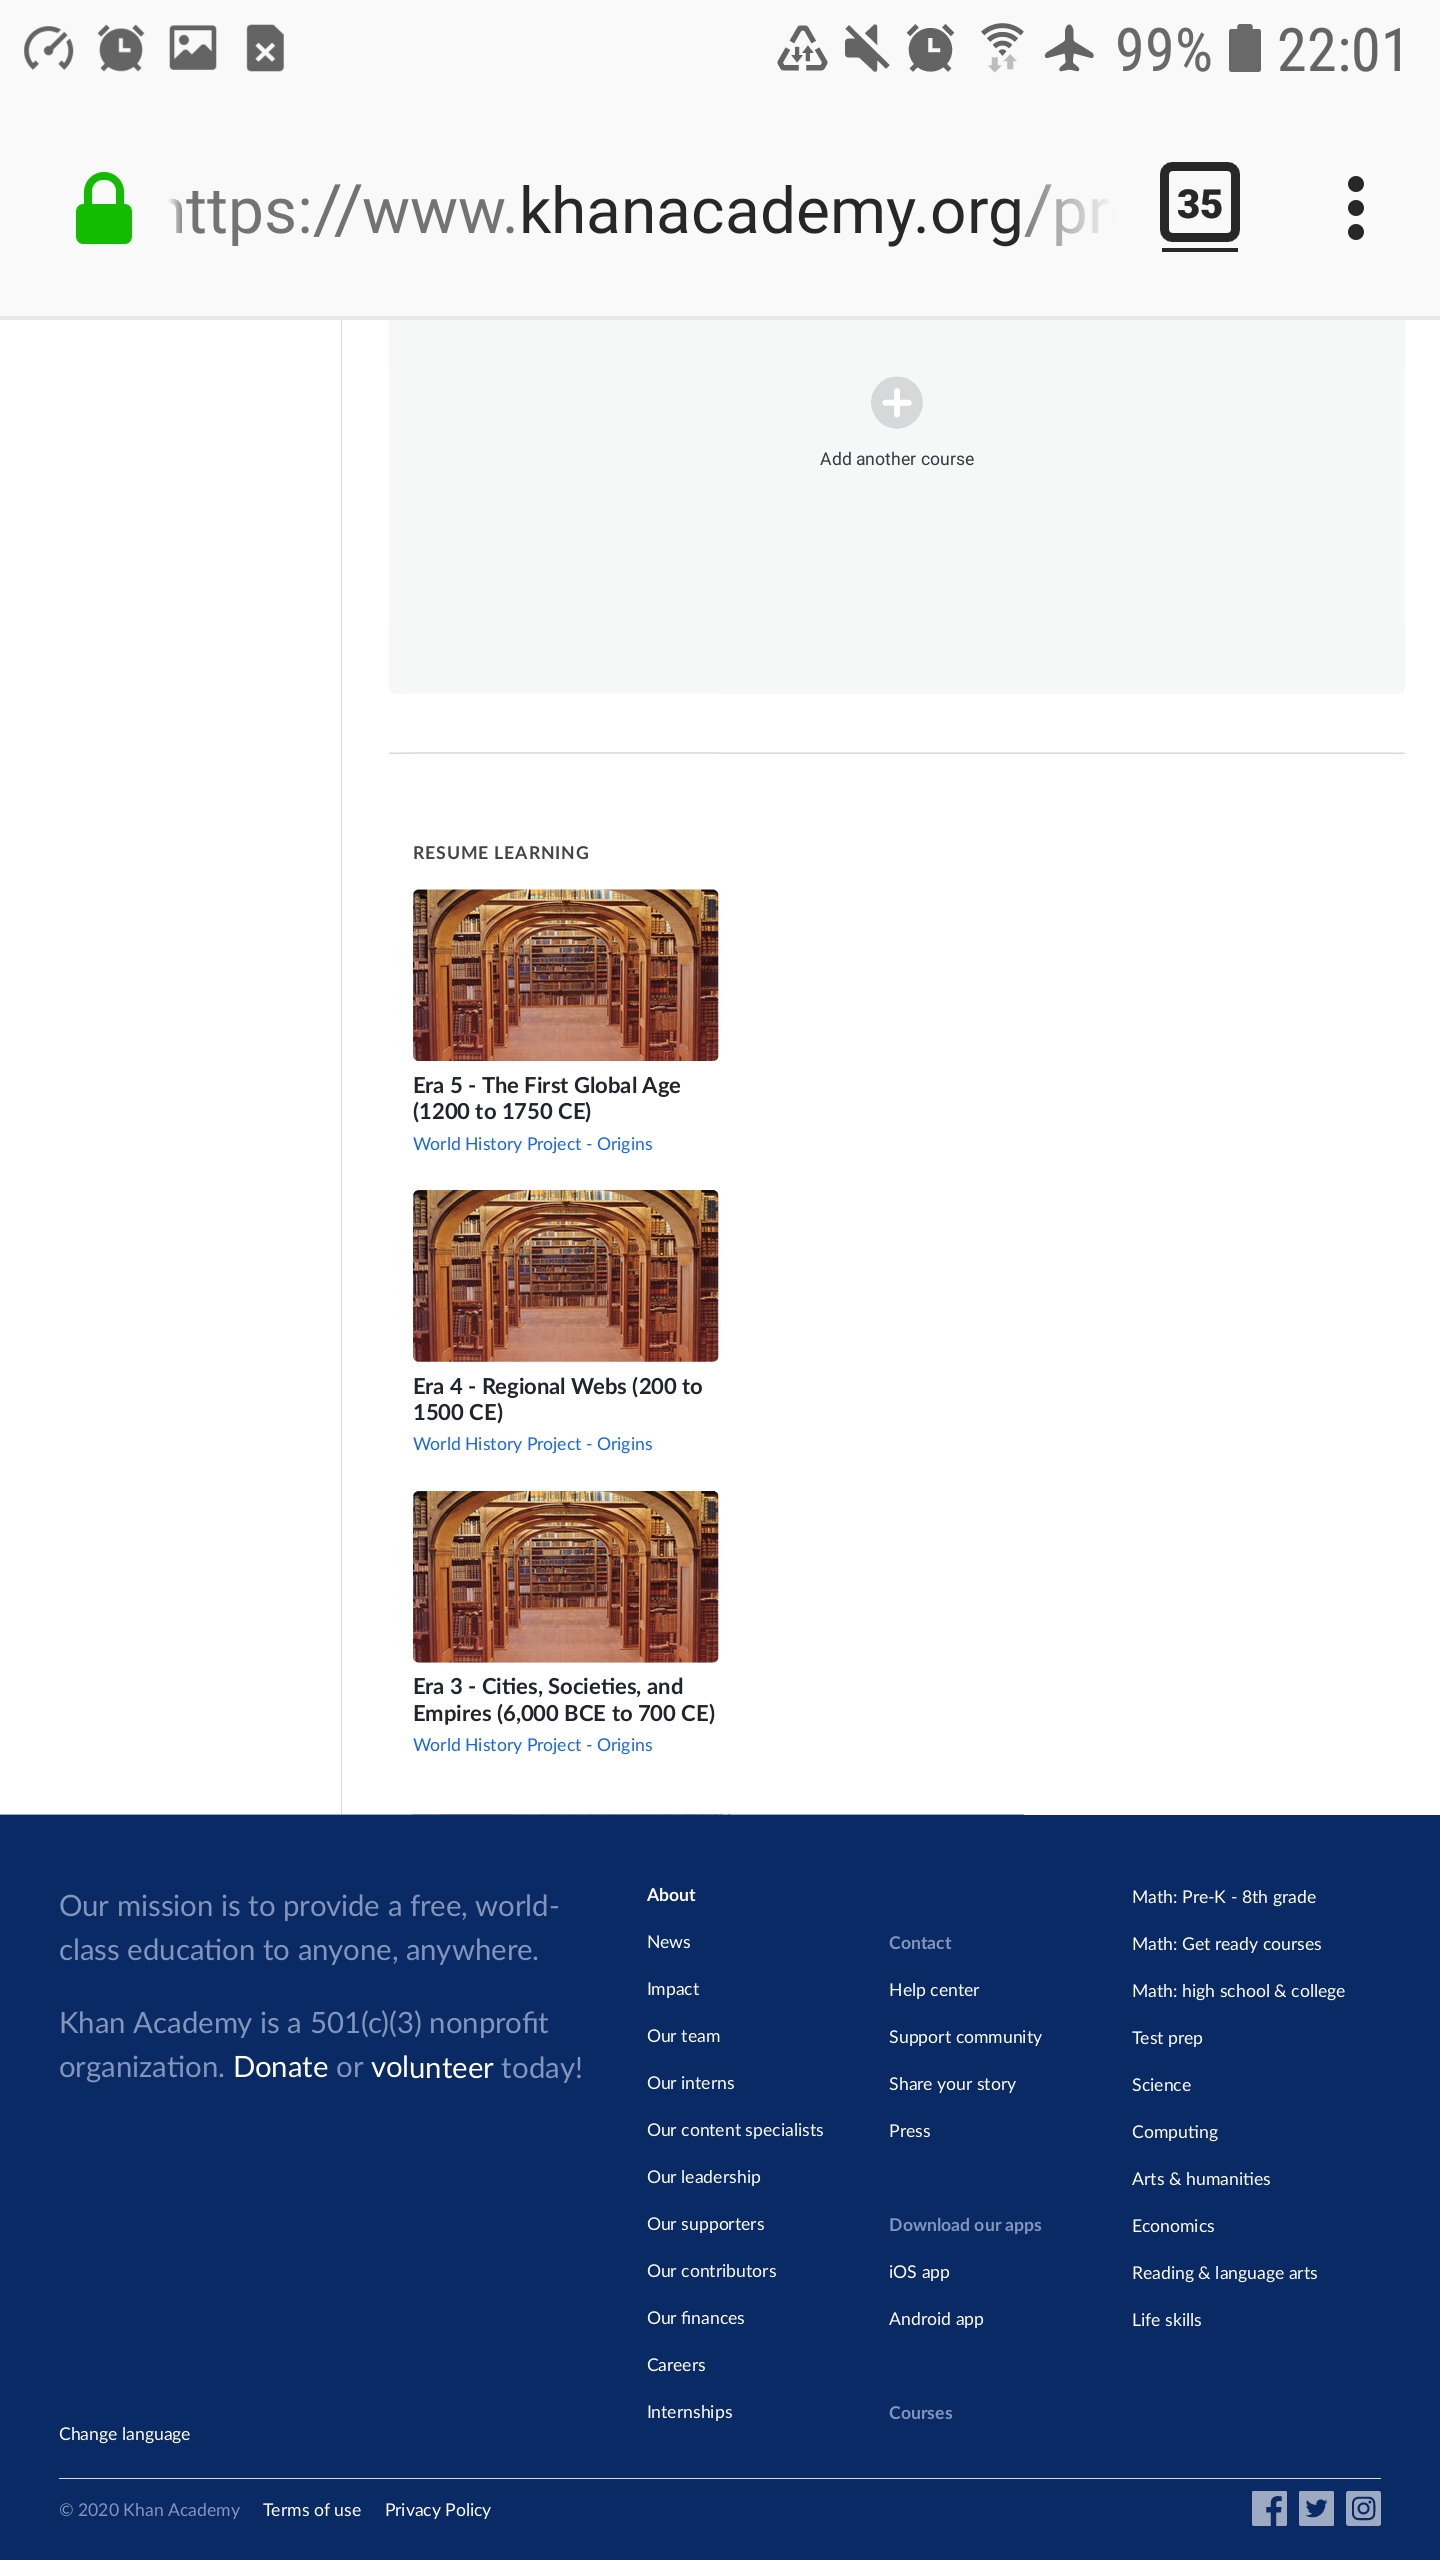 99% 22:01
https://www.khanacademy.org/pr
35
Add another course
RESUME LEARNING
Era 5 - The First Global Age
(1200 to 1750 CE)
World History Project - Origins
Era 4 - Regional Webs (200 to
1500 CE)
World History Project - Origins
Era 3 - Cities, Societies, and
Empires (6,000 BCE to 700 CE)
World History Project - Origins
Our mission is to provide a free, world-
class education to anyone, anywhere.
Khan Academy is a 501(c)(3) nonprofit
organization. Donate or volunteer today!
Change language
About
News
Impact
Our team
Our interns
Our content specialists
Our leadership
Our supporters
Our contributors
Our finances
Careers
Internships
Contact
Help center
Support community
Share your story
Press
Download our apps
iOS app
Android app
Courses
Math: Pre-K - 8th grade
Math: Get ready courses
Math: high school & college
Test prep
Science
Computing
Arts & humanities
Economics
Reading & language arts
Life skills
© 2020 Khan Academy Terms of use Privacy Policy